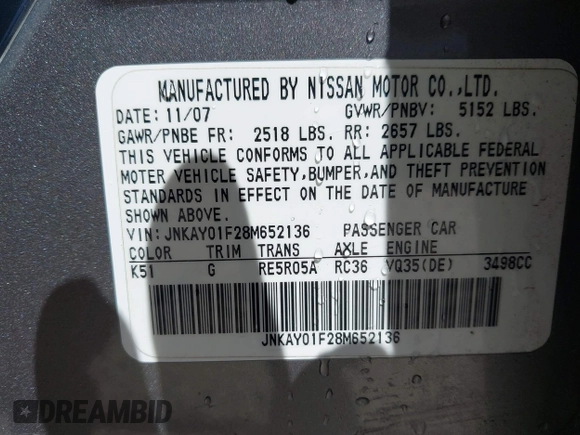 MANUFACTURED BY NISSAN MOTOR CO.,LTD.
DATE: 11/07 GVWR/PNBV: 5152 LBS.
GAWR/PNBE FR: 2518 LBS. RR: 2657 LBS.
THIS VEHICLE CONFORMS TO ALL APPLICABLE FEDERAL
MOTER VEHICLE SAFETY,BUMPER,AND THEFT PREVENTION
STANDARDS IN EFFECT ON THE DATE OF MANUFACTURE
SHOWN ABOVE.
VIN: JNKAY01F28M652136 PASSENGER CAR
COLOR TRIM TRANS AXLE ENGINE
K51 G RE5R05A RC36 VQ35(DE) 3498CC
JNKAY01F28M652136
DREAMBID